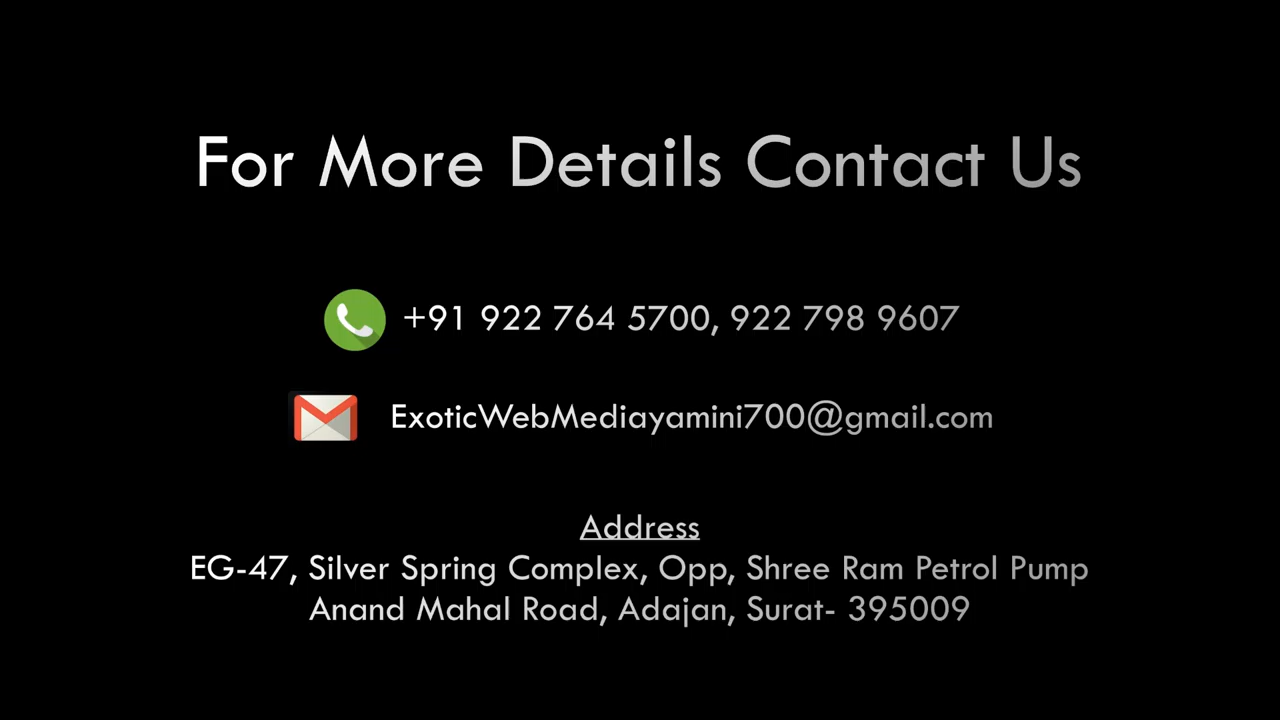 For More Details Contact Us
+91 922 764 5700, 922 798 9607
ExoticWebMediayamini700@gmail.com
Address
EG-47, Silver Spring Complex, Opp, Shree Ram Petrol Pump
Anand Mahal Road, Adajan, Surat- 395009